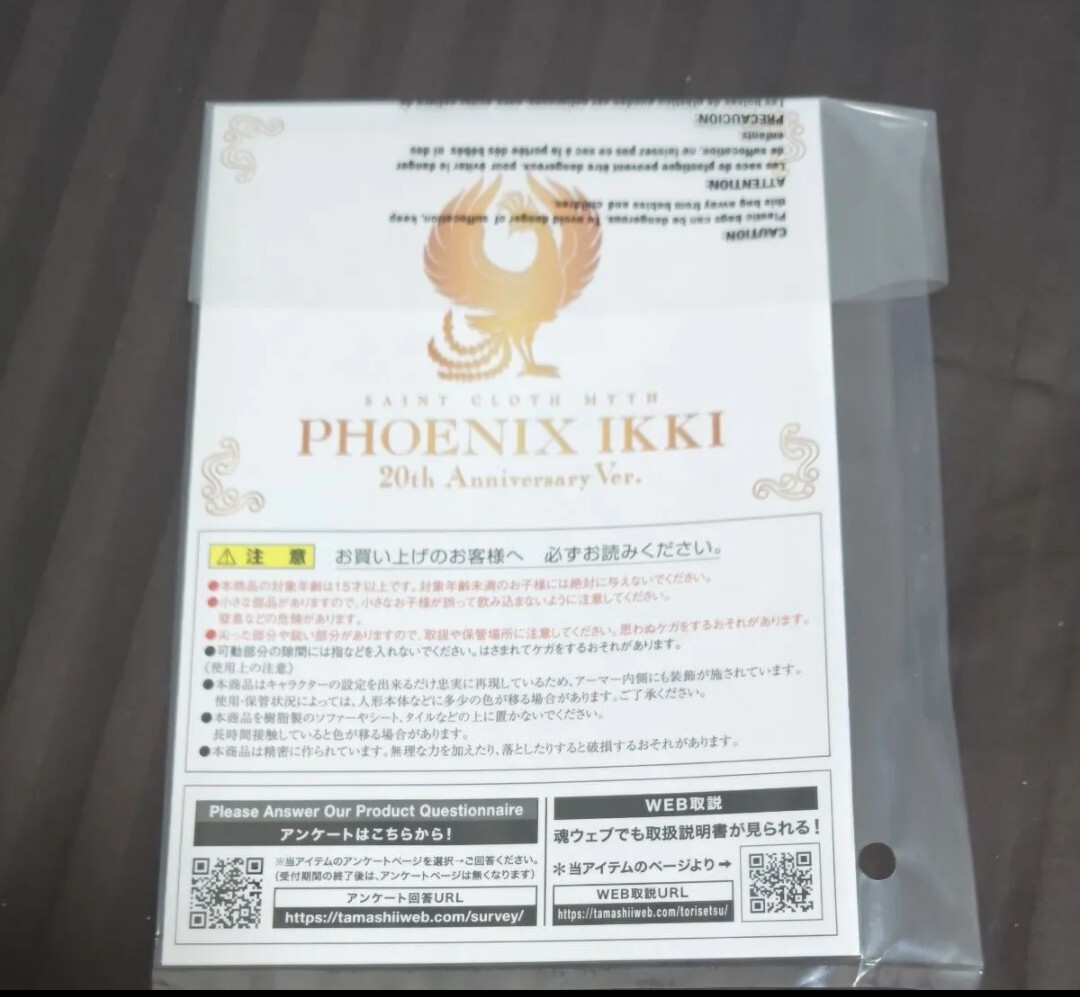 Les bolsas de plastico pueden ser
PRECAUCION:
enfants.
de suffocation, ne laisser pas ce sac à la portée des bébés ni des
Les sacs de plastique peuvent être dangereux. pour éviter le danger
ATTENTION:
this bag away from babies and children.
Plastic bags can be dangerous. To avoid danger of suffocation, keep
CAUTION:
SAINT CLOTH MYTH
PHOENIX IKKI
20th Anniversary Ver.
⚠注 意 お買い上げのお客様へ 必ずお読みください。
●本商品の対象年齢は15才以上です。対象年齢未満のお子様には絶対に与えないでください。
●小さな部品がありますので、小さなお子様が誤って飲み込まないように注意してください。
窒息などの危険があります。
●尖った部分や鋭い部分がありますので、取扱や保管場所に注意してください。思わぬケガをするおそれがあります。
●可動部分の隙間には指などを入れないでください。はさまれてケガをするおそれがあります。
《使用上の注意》
●本商品はキャラクターの設定を出来るだけ忠実に再現しているため、アーマー内側にも装飾が施されています。
使用・保管状況によっては、人形本体などに多少の色が移る場合があります。ご了承ください。
●本商品を樹脂製のソファーやシート、タイルなどの上に置かないでください。
長時間接触していると色が移る場合があります。
●本商品は精密に作られています。無理な力を加えたり、落としたりすると破損するおそれがあります。
Please Answer Our Product Questionnaire
アンケートはこちらから!
※当アイテムのアンケートページを選択→ご回答ください。
(受付期間の終了後は、アンケートページは無くなります)
アンケート回答URL
https://tamashiiweb.com/survey/
WEB取説
魂ウェブでも取扱説明書が見られる!
＊当アイテムのページより➡
WEB取説URL
https://tamashiiweb.com/torisetsu/